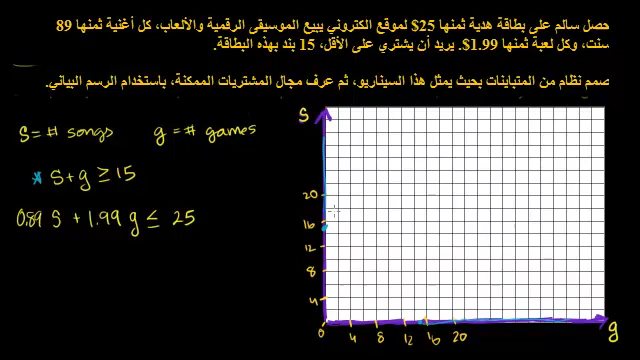 حصل سالم على بطاقة هدية ثمنها 25$ لموقع الكتروني يبيع الموسيقى الرقمية والألعاب، كل أغنية ثمنها 89
سنت، وكل لعبة ثمنها 1.99$. يريد أن يشتري على الأقل، 15 بند بهذه البطاقة.
صمم نظام من المتباينات بحيث يمثل هذا السيناريو، ثم عرف مجال المشتريات الممكنة، باستخدام الرسم البياني.
S = # songs g = # games
* S + g ≥ 15
0.89 S + 1.99 g ≤ 25
S
20
16
12
8
4
0 4 8 12 16 20
g